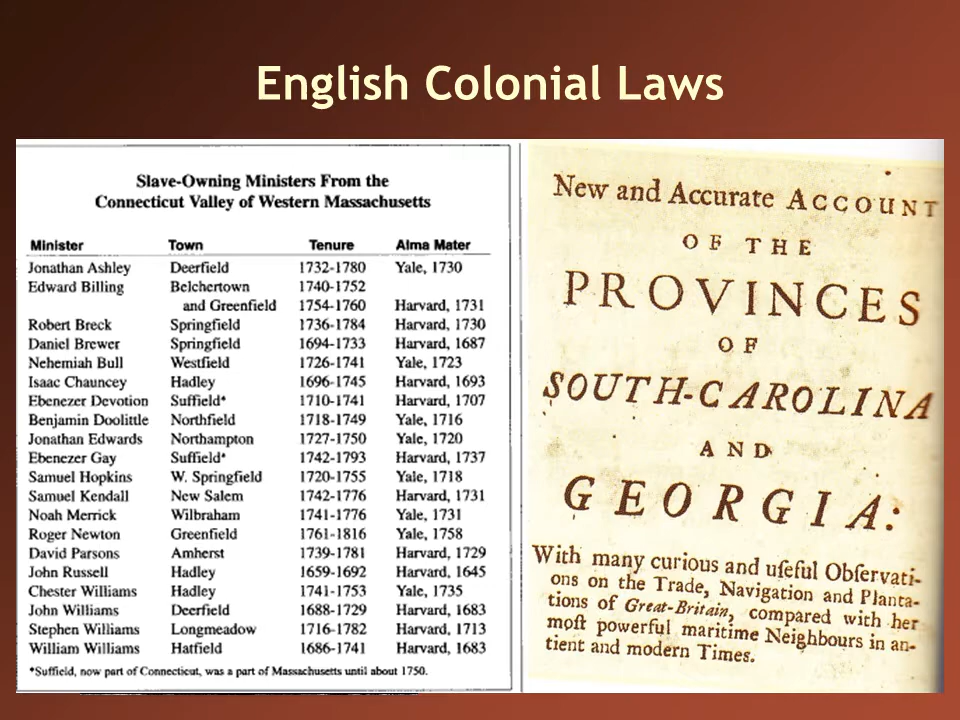 English Colonial Laws
Slave-Owning Ministers From the
Connecticut Valley of Western Massachusetts
Minister Town Tenure Alma Mater
Jonathan Ashley Deerfield 1732-1780 Yale, 1730
Edward Billing Belchertown 1740-1752
and Greenfield 1754-1760 Harvard, 1731
Robert Breck Springfield 1736-1784 Harvard, 1730
Daniel Brewer Springfield 1694-1733 Harvard, 1687
Nehemiah Bull Westfield 1726-1741 Yale, 1723
Isaac Chauncey Hadley 1696-1745 Harvard, 1693
Ebenezer Devotion Suffield* 1710-1741 Harvard, 1707
Benjamin Doolittle Northfield 1718-1749 Yale, 1716
Jonathan Edwards Northampton 1727-1750 Yale, 1720
Ebenezer Gay Suffield* 1742-1793 Harvard, 1737
Samuel Hopkins W. Springfield 1720-1755 Yale, 1718
Samuel Kendall New Salem 1742-1776 Harvard, 1731
Noah Merrick Wilbraham 1741-1776 Yale, 1731
Roger Newton Greenfield 1761-1816 Yale, 1758
David Parsons Amherst 1739-1781 Harvard, 1729
John Russell Hadley 1659-1692 Harvard, 1645
Chester Williams Hadley 1741-1753 Yale, 1735
John Williams Deerfield 1688-1729 Harvard, 1683
Stephen Williams Longmeadow 1716-1782 Harvard, 1713
William Williams Hatfield 1686-1741 Harvard, 1683
*Suffield, now part of Connecticut, was a part of Massachusetts until about 1750.
New and Accurate ACCOUNT
OF THE
PROVINCES
OF
SOUTH-CAROLINA
AND
GEORGIA:
With many curious and uſeful Obſervati-
ons on the Trade, Navigation and Planta-
tions of Great-Britain, compared with her
moſt powerful maritime Neighbours in an-
tient and modern Times.